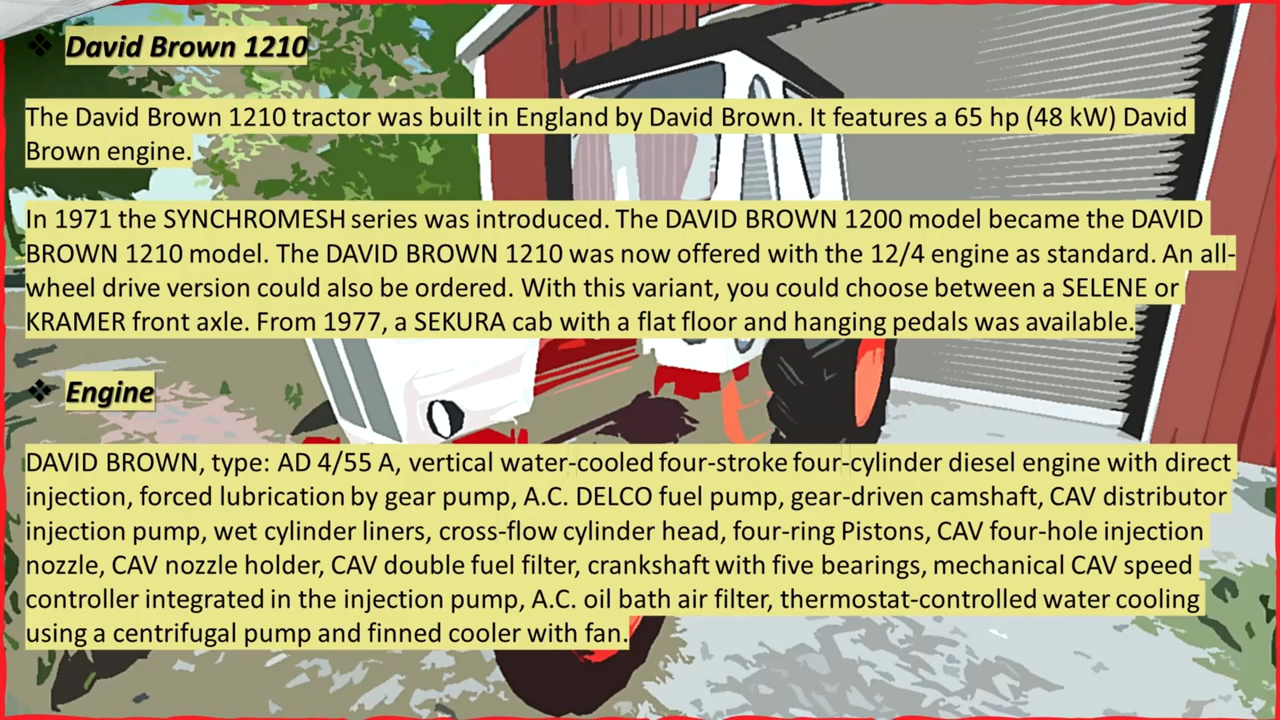 ❖ David Brown 1210
The David Brown 1210 tractor was built in England by David Brown. It features a 65 hp (48 kW) David
Brown engine.
In 1971 the SYNCHROMESH series was introduced. The DAVID BROWN 1200 model became the DAVID
BROWN 1210 model. The DAVID BROWN 1210 was now offered with the 12/4 engine as standard. An all-
wheel drive version could also be ordered. With this variant, you could choose between a SELENE or
KRAMER front axle. From 1977, a SEKURA cab with a flat floor and hanging pedals was available.
❖ Engine
DAVID BROWN, type: AD 4/55 A, vertical water-cooled four-stroke four-cylinder diesel engine with direct
injection, forced lubrication by gear pump, A.C. DELCO fuel pump, gear-driven camshaft, CAV distributor
injection pump, wet cylinder liners, cross-flow cylinder head, four-ring Pistons, CAV four-hole injection
nozzle, CAV nozzle holder, CAV double fuel filter, crankshaft with five bearings, mechanical CAV speed
controller integrated in the injection pump, A.C. oil bath air filter, thermostat-controlled water cooling
using a centrifugal pump and finned cooler with fan.